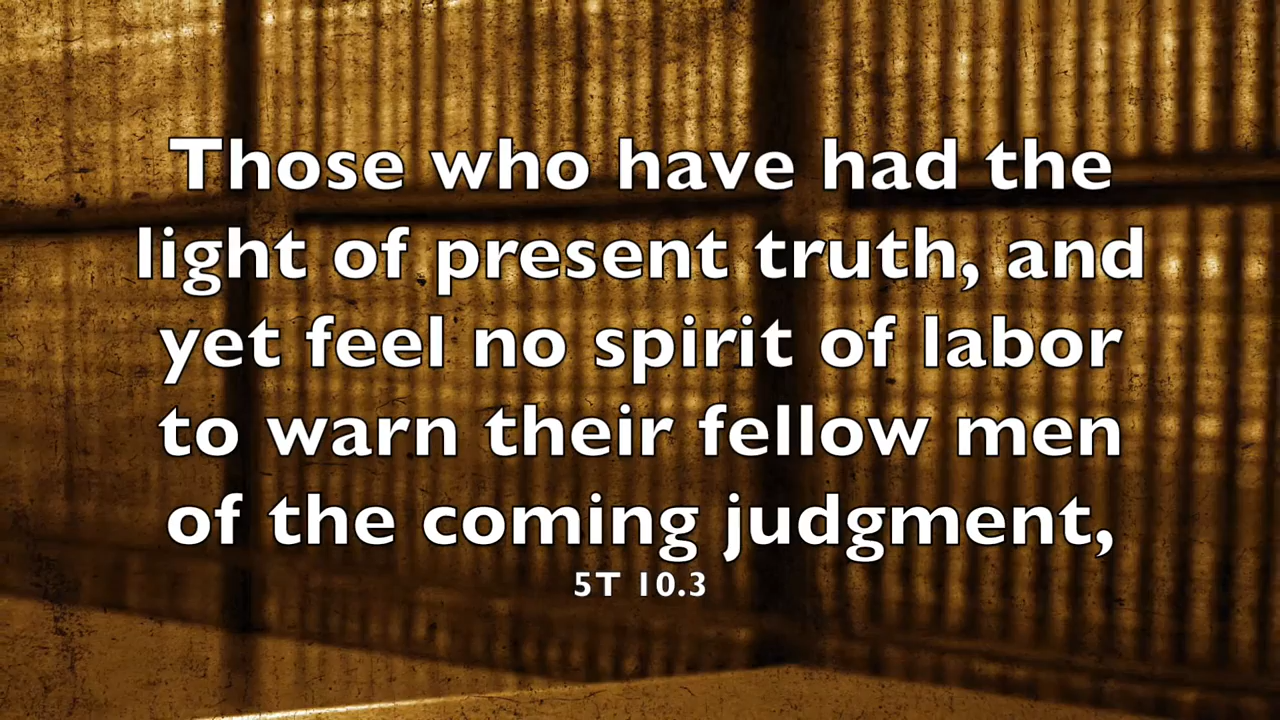 Those who have had the
light of present truth, and
yet feel no spirit of labor
to warn their fellow men
of the coming judgment,
5T 10.3